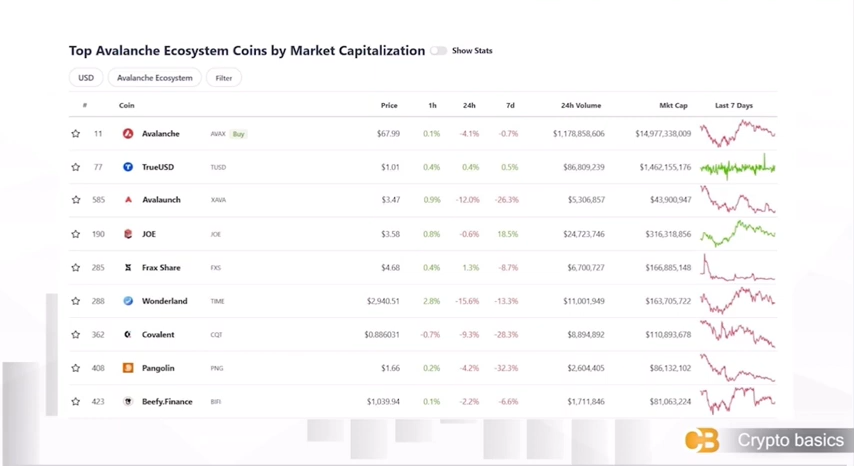 Top Avalanche Ecosystem Coins by Market Capitalization Show Stats
USD Avalanche Ecosystem Filter
# Coin Price 1h 24h 7d 24h Volume Mkt Cap Last 7 Days
11 Avalanche AVAX Buy $67.99 0.1% -4.1% -0.7% $1,178,858,606 $14,977,338,009
77 TrueUSD TUSD $1.01 0.4% 0.4% 0.5% $86,809,239 $1,462,155,176
585 Avalaunch XAVA $3.47 0.9% -12.0% -26.3% $5,306,857 $43,900,947
190 JOE JOE $3.58 0.8% -0.6% 18.5% $24,723,746 $316,318,856
285 Frax Share FXS $4.68 0.4% 1.3% -8.7% $6,700,727 $166,885,148
288 Wonderland TIME $2,940.51 2.8% -15.6% -13.3% $11,001,949 $163,705,722
362 Covalent CQT $0.886031 -0.7% -9.3% -28.3% $8,894,892 $110,893,678
408 Pangolin PNG $1.66 0.2% -4.2% -32.3% $2,604,405 $86,132,102
423 Beefy.Finance BIFI $1,039.94 0.1% -2.2% -6.6% $1,711,846 $81,063,224
CB Crypto basics